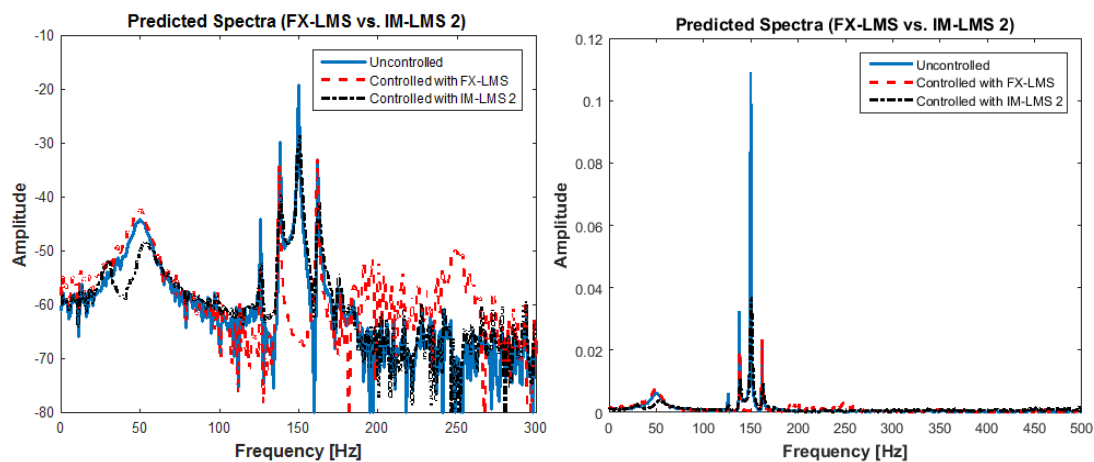 Predicted Spectra (FX-LMS vs. IM-LMS 2)
-10
-20
-30
-40
-50
-60
-70
-80
Amplitude
Uncontrolled
Controlled with FX-LMS
Controlled with IM-LMS 2
0 50 100 150 200 250 300
Frequency [Hz]
Predicted Spectra (FX-LMS vs. IM-LMS 2)
0.12
0.1
0.08
0.06
0.04
0.02
0
Amplitude
Uncontrolled
Controlled with FX-LMS
Controlled with IM-LMS 2
0 50 100 150 200 250 300 350 400 450 500
Frequency [Hz]